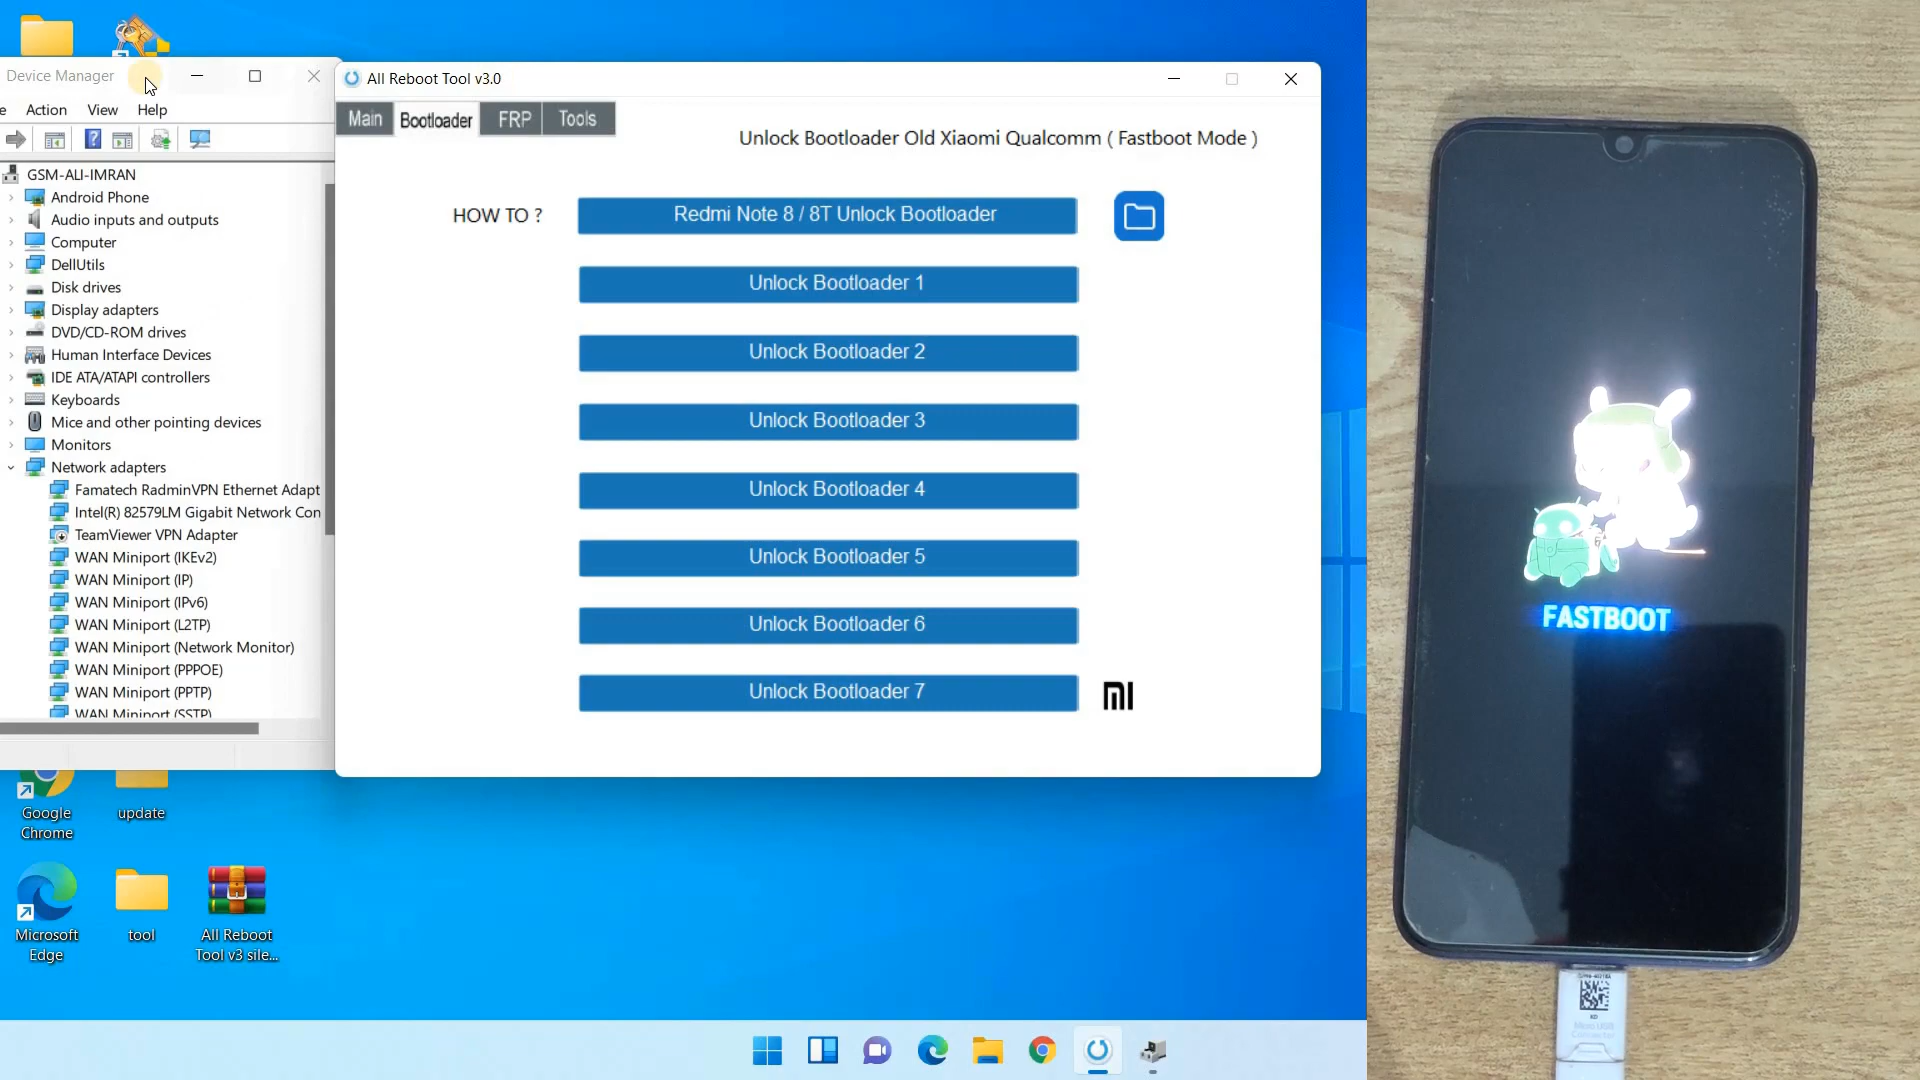 Device Manager
Action View Help
GSM-ALI-IMRAN
Android Phone
Audio inputs and outputs
Computer
DellUtils
Disk drives
Display adapters
DVD/CD-ROM drives
Human Interface Devices
IDE ATA/ATAPI controllers
Keyboards
Mice and other pointing devices
Monitors
Network adapters
Famatech RadminVPN Ethernet Adapt
Intel(R) 82579LM Gigabit Network Con
TeamViewer VPN Adapter
WAN Miniport (IKEv2)
WAN Miniport (IP)
WAN Miniport (IPv6)
WAN Miniport (L2TP)
WAN Miniport (Network Monitor)
WAN Miniport (PPPOE)
WAN Miniport (PPTP)
WAN Miniport (SSTP)
All Reboot Tool v3.0
Main Bootloader FRP Tools
Unlock Bootloader Old Xiaomi Qualcomm ( Fastboot Mode )
HOW TO ? Redmi Note 8 / 8T Unlock Bootloader
Unlock Bootloader 1
Unlock Bootloader 2
Unlock Bootloader 3
Unlock Bootloader 4
Unlock Bootloader 5
Unlock Bootloader 6
Unlock Bootloader 7
Google
Chrome
update
Microsoft
Edge
tool
All Reboot
Tool v3 sile...
FASTBOOT
Micro USB
Connector